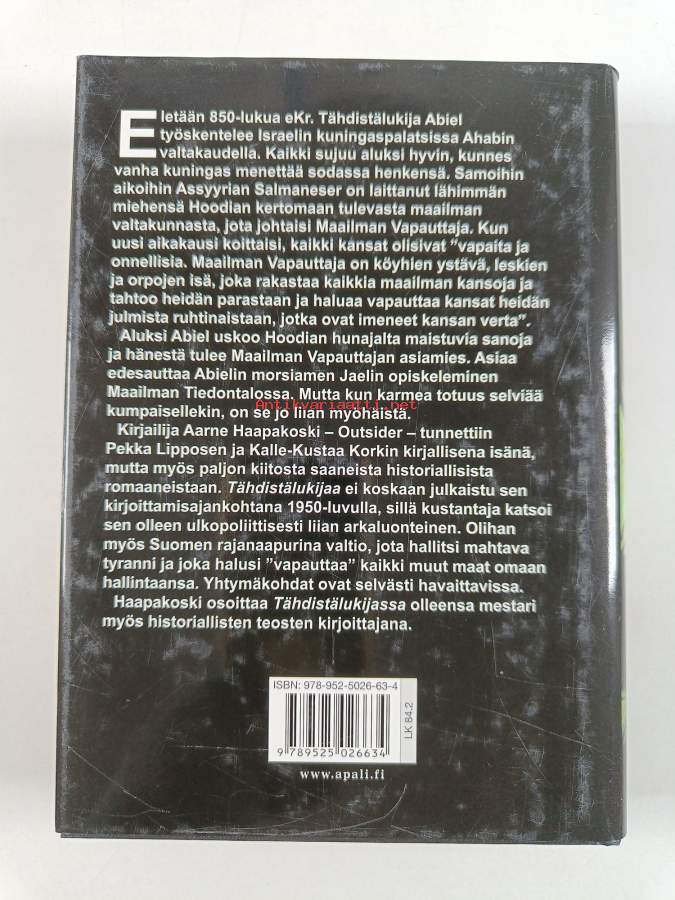 Eletään 850-lukua eKr. Tähdistälukija Abiel
työskentelee Israelin kuningaspalatsissa Ahabin
valtakaudella. Kaikki sujuu aluksi hyvin, kunnes
vanha kuningas menettää sodassa henkensä. Samoihin
aikoihin Assyyrian Salmaneser on laittanut lähimmän
miehensä Hoodian kertomaan tulevasta maailman
valtakunnasta, jota johtaisi Maailman Vapauttaja. Kun
uusi aikakausi koittaisi, kaikki kansat olisivat ”vapaita ja
onnellisia. Maailman Vapauttaja on köyhien ystävä, leskien
ja orpojen isä, joka rakastaa kaikkia maailman kansoja ja
tahtoo heidän parastaan ja haluaa vapauttaa kansat heidän
julmista ruhtinaistaan, jotka ovat imeneet kansan verta”.
Aluksi Abiel uskoo Hoodian hunajalta maistuvia sanoja
ja hänestä tulee Maailman Vapauttajan asiamies. Asiaa
edesauttaa Abielin morsiamen Jaelin opiskeleminen
Maailman Tiedontalossa. Mutta kun karmea totuus selviää
Antikvariaatti.net
kumpaisellekin, on se jo liian myöhäistä.
Kirjailija Aarne Haapakoski – Outsider – tunnettiin
Pekka Lipposen ja Kalle-Kustaa Korkin kirjallisena isänä,
mutta myös paljon kiitosta saaneista historiallisista
romaaneistaan. Tähdistälukijaa ei koskaan julkaistu sen
kirjoittamisajankohtana 1950-luvulla, sillä kustantaja katsoi
sen olleen ulkopoliittisesti liian arkaluonteinen. Olihan
myös Suomen rajanaapurina valtio, jota hallitsi mahtava
tyranni ja joka halusi ”vapauttaa” kaikki muut maat omaan
hallintaansa. Yhtymäkohdat ovat selvästi havaittavissa.
Haapakoski osoittaa Tähdistälukijassa olleensa mestari
myös historiallisten teosten kirjoittajana.
ISBN: 978-952-5026-63-4
LK 84.2
9 789525 026634
www.apali.fi